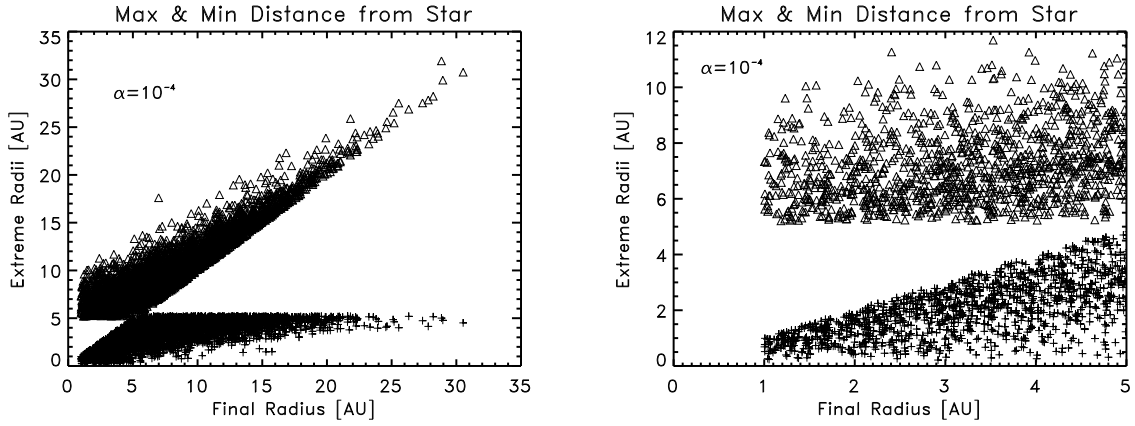 Max & Min Distance from Star
Extreme Radii [AU]
35
30
25
20
15
10
5
0
α=10⁻⁴
0 5 10 15 20 25 30 35
Final Radius [AU]
Max & Min Distance from Star
Extreme Radii [AU]
12
10
8
6
4
2
0
α=10⁻⁴
0 1 2 3 4 5
Final Radius [AU]